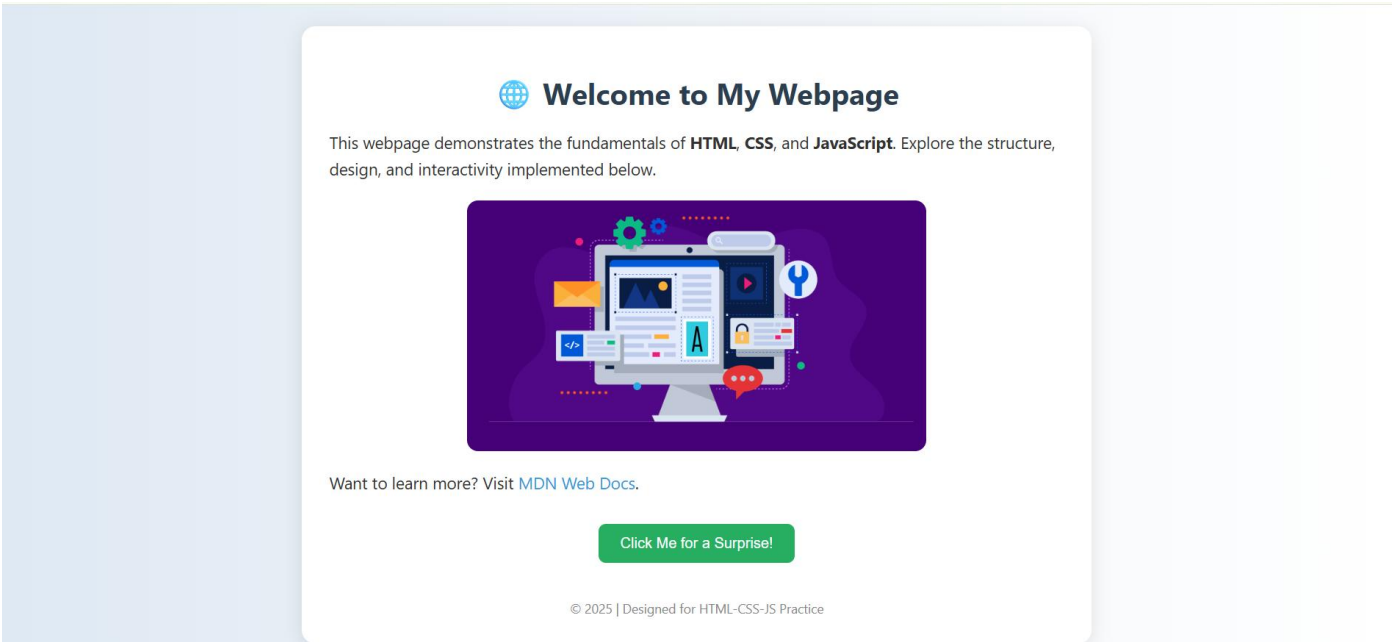 🌐 Welcome to My Webpage
This webpage demonstrates the fundamentals of HTML, CSS, and JavaScript. Explore the structure,
design, and interactivity implemented below.
</>
A
Want to learn more? Visit MDN Web Docs.
Click Me for a Surprise!
© 2025 | Designed for HTML-CSS-JS Practice